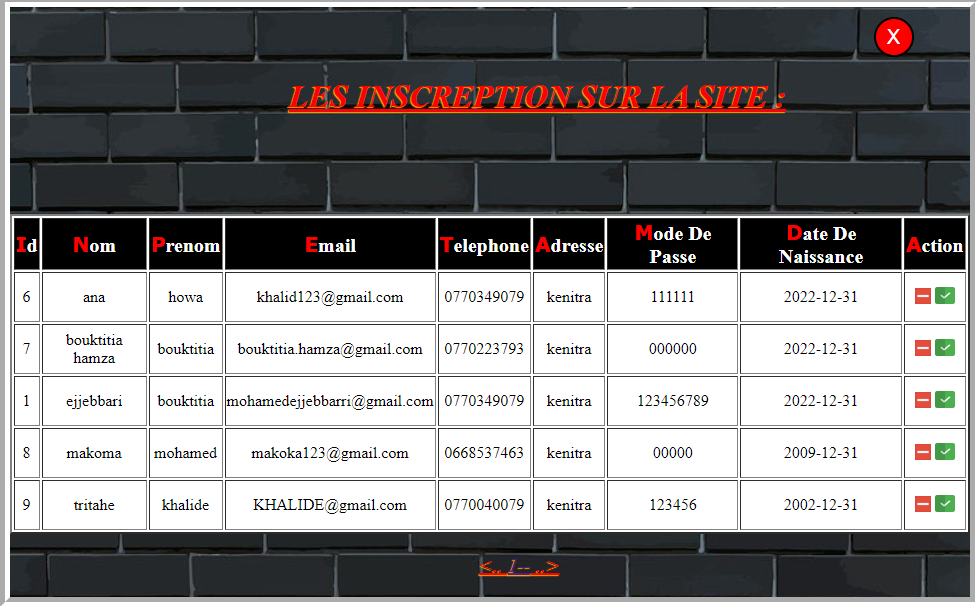 X
LES INSCREPTION SUR LA SITE :
Id Nom Prenom Email Telephone Adresse Mode De Passe Date De Naissance Action
6 ana howa khalid123@gmail.com 0770349079 kenitra 111111 2022-12-31
7 bouktitia hamza bouktitia bouktitia.hamza@gmail.com 0770223793 kenitra 000000 2022-12-31
1 ejjebbari bouktitia mohamedejjebbarri@gmail.com 0770349079 kenitra 123456789 2022-12-31
8 makoma mohamed makoka123@gmail.com 0668537463 kenitra 00000 2009-12-31
9 tritahe khalide KHALIDE@gmail.com 0770040079 kenitra 123456 2002-12-31
<.. 1-- ..>